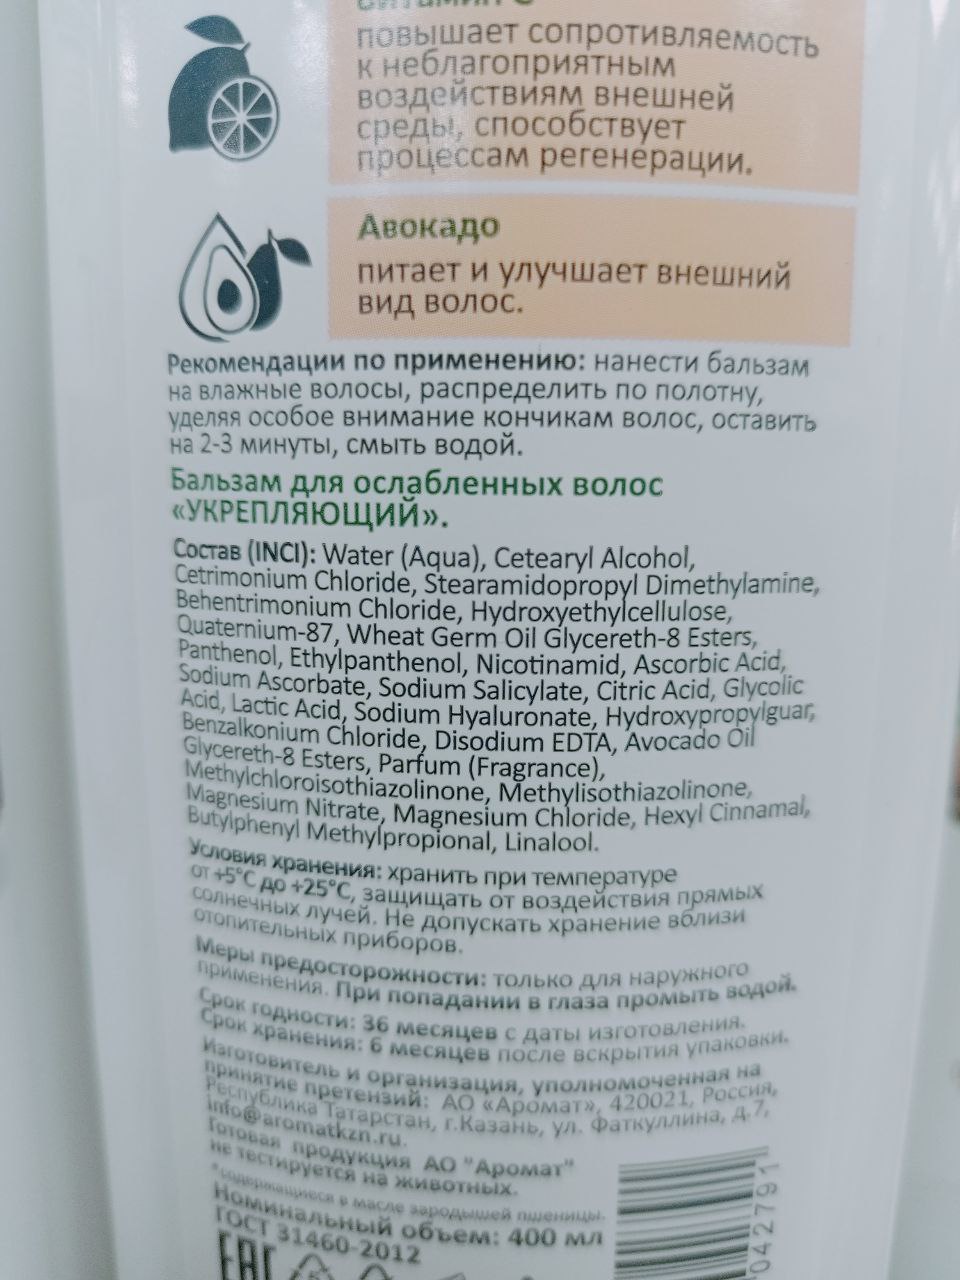 повышает сопротивляемость
к неблагоприятным
воздействиям внешней
среды, способствует
процессам регенерации.
Авокадо
питает и улучшает внешний
вид волос.
Рекомендации по применению: нанести бальзам
на влажные волосы, распределить по полотну,
уделяя особое внимание кончикам волос, оставить
на 2-3 минуты, смыть водой.
Бальзам для ослабленных волос
«УКРЕПЛЯЮЩИЙ».
Состав (INCI): Water (Aqua), Cetearyl Alcohol,
Cetrimonium Chloride, Stearamidopropyl Dimethylamine,
Behentrimonium Chloride, Hydroxyethylcellulose,
Quaternium-87, Wheat Germ Oil Glycereth-8 Esters,
Panthenol, Ethylpanthenol, Nicotinamid, Ascorbic Acid,
Sodium Ascorbate, Sodium Salicylate, Citric Acid, Glycolic
Acid, Lactic Acid, Sodium Hyaluronate, Hydroxypropylguar,
Benzalkonium Chloride, Disodium EDTA, Avocado Oil
Glycereth-8 Esters, Parfum (Fragrance),
Methylchloroisothiazolinone, Methylisothiazolinone,
Magnesium Nitrate, Magnesium Chloride, Hexyl Cinnamal,
Butylphenyl Methylpropional, Linalool.
Условия хранения: хранить при температуре
от +5°С до +25°С, защищать от воздействия прямых
солнечных лучей. Не допускать хранение вблизи
отопительных приборов.
Меры предосторожности: только для наружного
применения. При попадании в глаза промыть водой.
Срок годности: 36 месяцев с даты изготовления.
Срок хранения: 6 месяцев после вскрытия упаковки.
Изготовитель и организация, уполномоченная на
принятие претензий: АО «Аромат», 420021, Россия,
Республика Татарстан, г.Казань, ул. Фаткуллина, д.7,
info@aromatkzn.ru.
Готовая продукция АО "Аромат"
не тестируется на животных.
*содержащиеся в масле зародышей пшеницы.
Номинальный объем: 400 мл
ГОСТ 31460-2012
EAC
042791